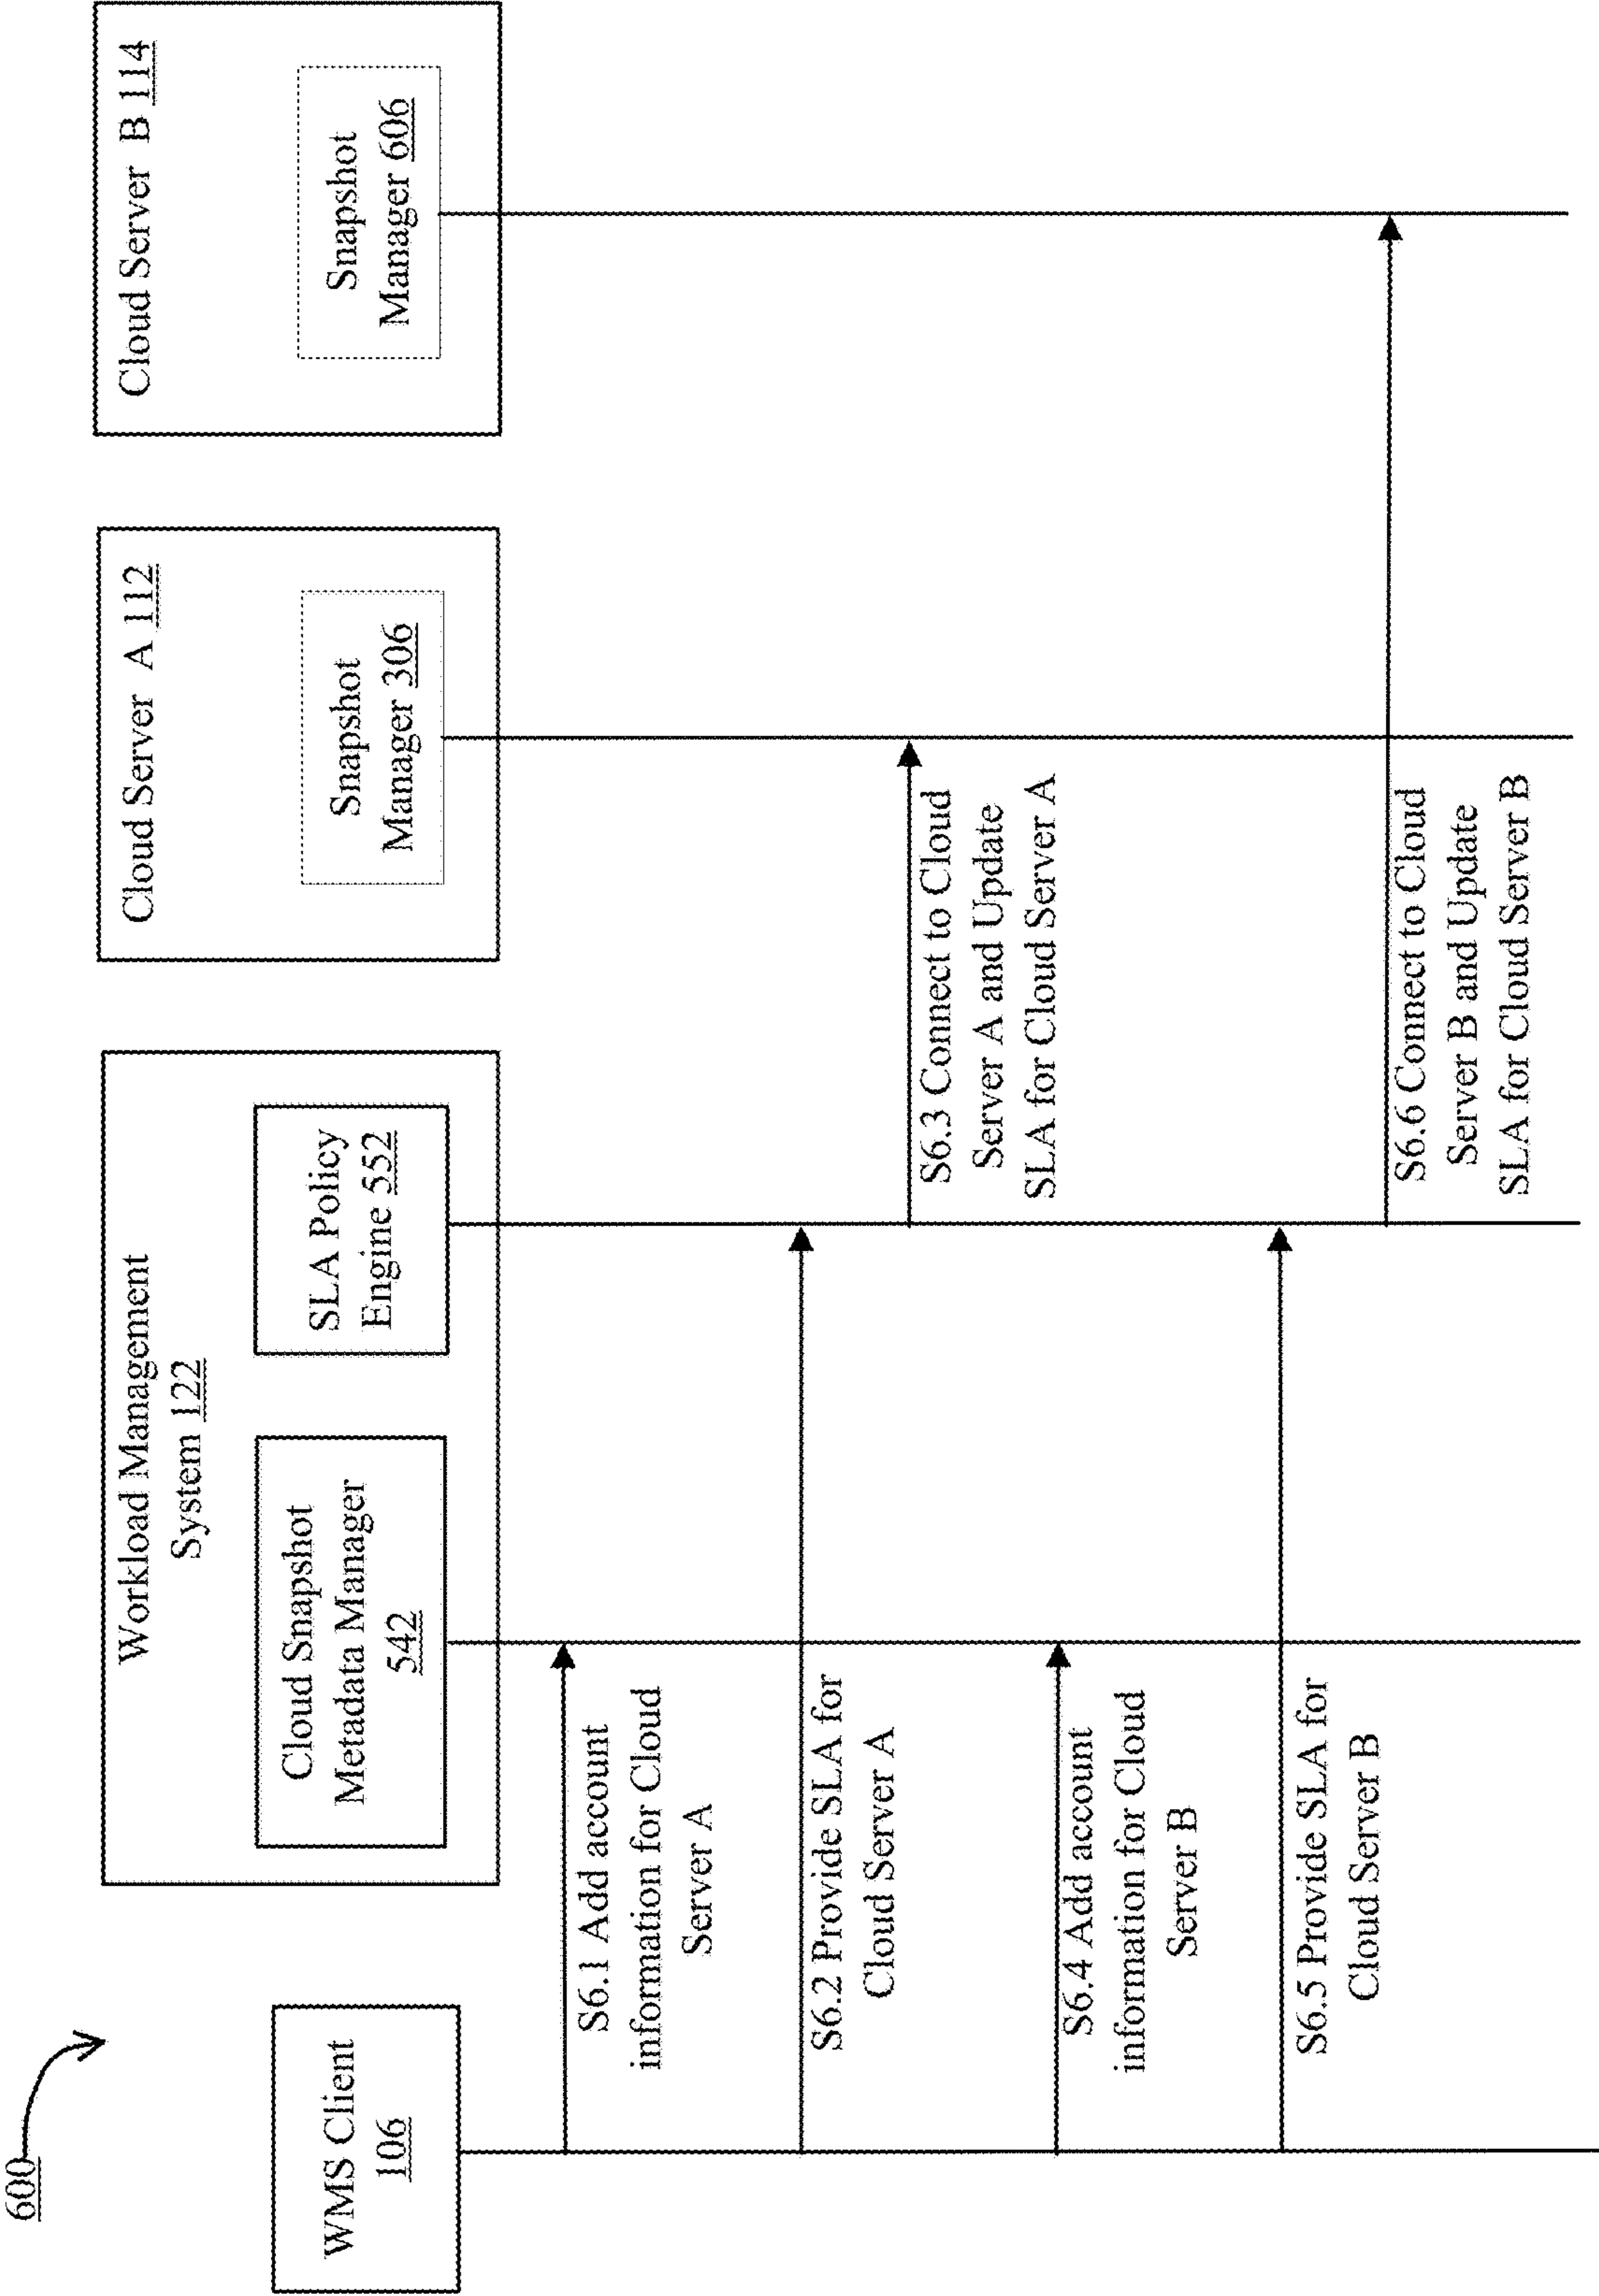 600
WMS Client
106
Workload Management
System 122
Cloud Snapshot
Metadata Manager
542
SLA Policy
Engine 552
Cloud Server A 112
Snapshot
Manager 306
Cloud Server B 114
Snapshot
Manager 606
S6.1 Add account
information for Cloud
Server A
S6.2 Provide SLA for
Cloud Server A
S6.3 Connect to Cloud
Server A and Update
SLA for Cloud Server A
S6.4 Add account
information for Cloud
Server B
S6.5 Provide SLA for
Cloud Server B
S6.6 Connect to Cloud
Server B and Update
SLA for Cloud Server B